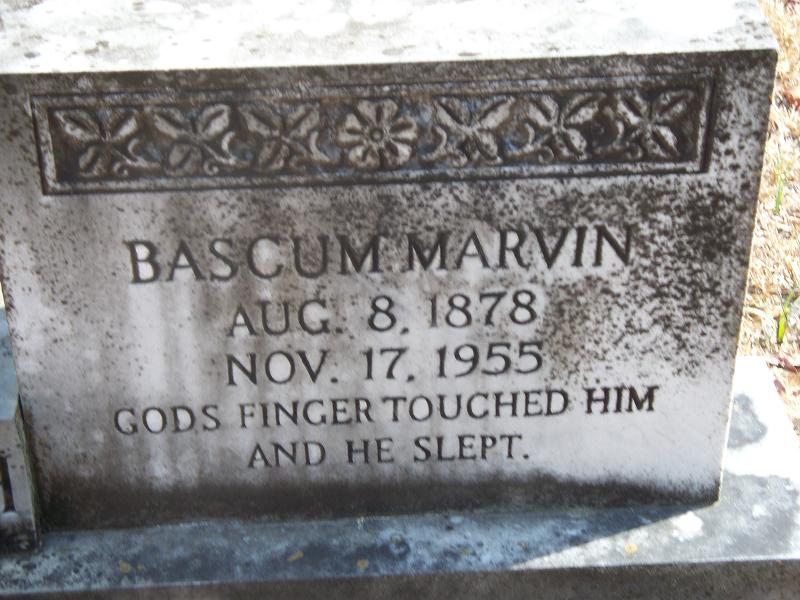 BASCUM MARVIN
AUG. 8, 1878
NOV. 17, 1955
GODS FINGER TOUCHED HIM
AND HE SLEPT.